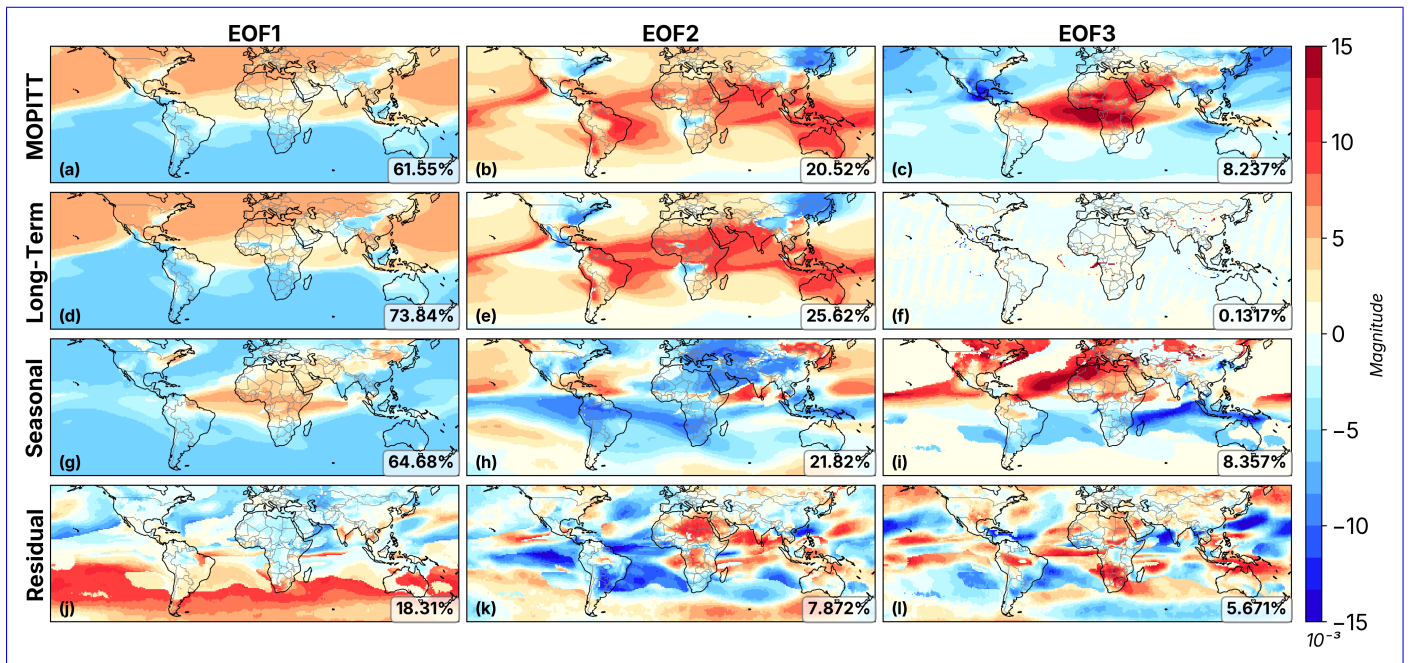 EOF1 EOF2 EOF3
MOPITT
(a) 61.55% (b) 20.52% (c) 8.237%
Long-Term
(d) 73.84% (e) 25.62% (f) 0.1317%
Seasonal
(g) 64.68% (h) 21.82% (i) 8.357%
Residual
(j) 18.31% (k) 7.872% (l) 5.671%
15
10
5
0
−5
−10
−15
Magnitude
10⁻³